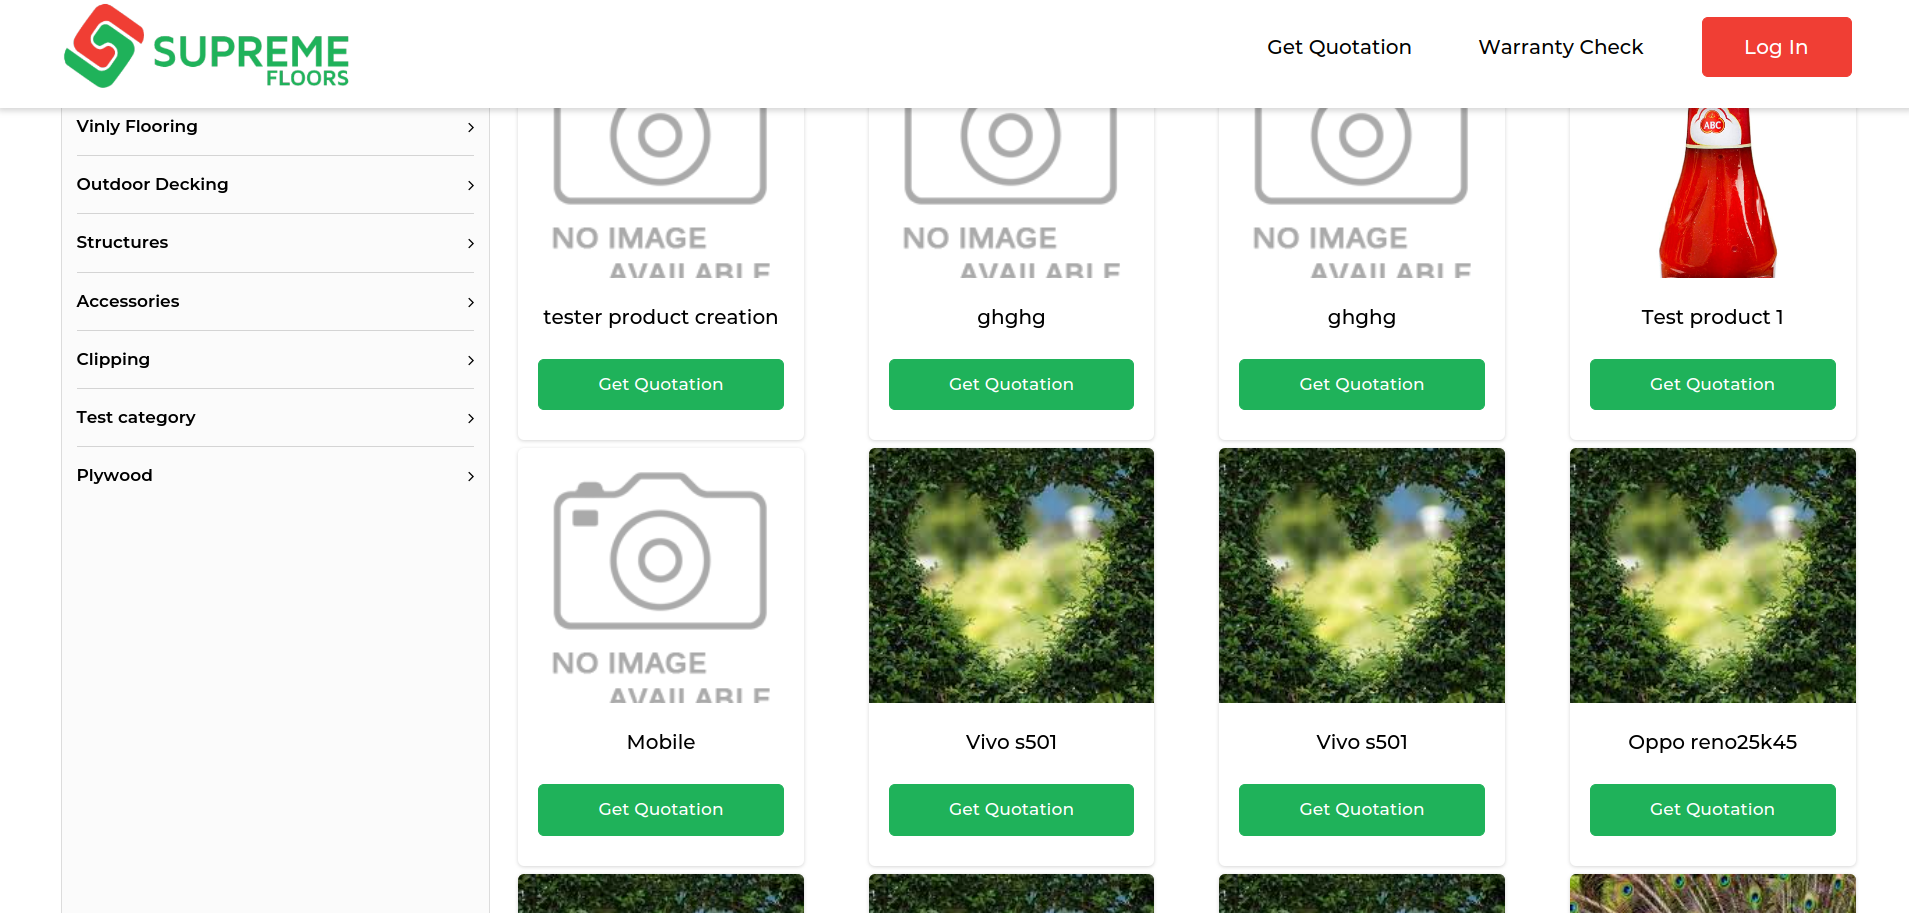 SUPREME
FLOORS
Get Quotation
Warranty Check
Log In
Vinly Flooring
Outdoor Decking
Structures
Accessories
Clipping
Test category
Plywood
NO IMAGE
AVAILABLE
NO IMAGE
AVAILABLE
NO IMAGE
AVAILABLE
ABC
tester product creation
ghghg
ghghg
Test product 1
Get Quotation
Get Quotation
Get Quotation
Get Quotation
NO IMAGE
AVAILABLE
Mobile
Vivo s501
Vivo s501
Oppo reno25k45
Get Quotation
Get Quotation
Get Quotation
Get Quotation